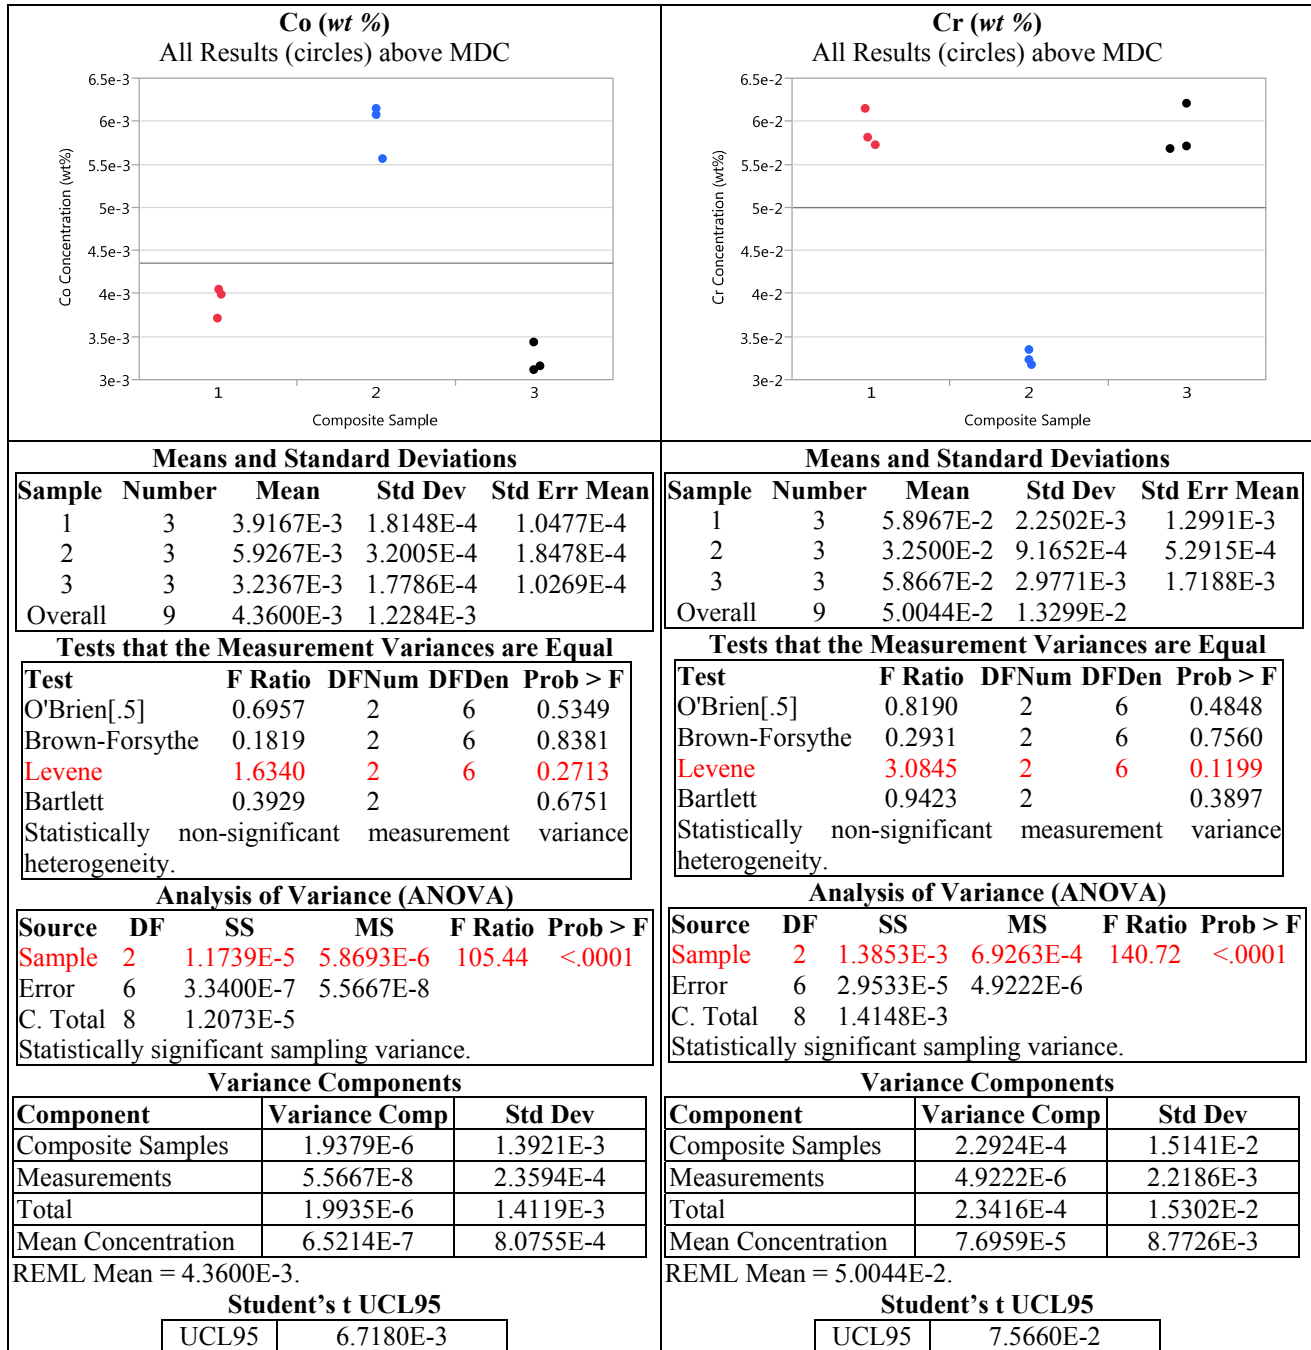 Co (wt %)
All Results (circles) above MDC
6.5e-3
6e-3
5.5e-3
5e-3
4.5e-3
4e-3
3.5e-3
3e-3
Co Concentration (wt%)
1 2 3
Composite Sample
Means and Standard Deviations
Sample Number Mean Std Dev Std Err Mean
1 3 3.9167E-3 1.8148E-4 1.0477E-4
2 3 5.9267E-3 3.2005E-4 1.8478E-4
3 3 3.2367E-3 1.7786E-4 1.0269E-4
Overall 9 4.3600E-3 1.2284E-3
Tests that the Measurement Variances are Equal
Test F Ratio DFNum DFDen Prob > F
O'Brien[.5] 0.6957 2 6 0.5349
Brown-Forsythe 0.1819 2 6 0.8381
Levene 1.6340 2 6 0.2713
Bartlett 0.3929 2 0.6751
Statistically non-significant measurement variance
heterogeneity.
Analysis of Variance (ANOVA)
Source DF SS MS F Ratio Prob > F
Sample 2 1.1739E-5 5.8693E-6 105.44 <.0001
Error 6 3.3400E-7 5.5667E-8
C. Total 8 1.2073E-5
Statistically significant sampling variance.
Variance Components
Component Variance Comp Std Dev
Composite Samples 1.9379E-6 1.3921E-3
Measurements 5.5667E-8 2.3594E-4
Total 1.9935E-6 1.4119E-3
Mean Concentration 6.5214E-7 8.0755E-4
REML Mean = 4.3600E-3.
Student’s t UCL95
UCL95 6.7180E-3
Cr (wt %)
All Results (circles) above MDC
6.5e-2
6e-2
5.5e-2
5e-2
4.5e-2
4e-2
3.5e-2
3e-2
Cr Concentration (wt%)
1 2 3
Composite Sample
Means and Standard Deviations
Sample Number Mean Std Dev Std Err Mean
1 3 5.8967E-2 2.2502E-3 1.2991E-3
2 3 3.2500E-2 9.1652E-4 5.2915E-4
3 3 5.8667E-2 2.9771E-3 1.7188E-3
Overall 9 5.0044E-2 1.3299E-2
Tests that the Measurement Variances are Equal
Test F Ratio DFNum DFDen Prob > F
O'Brien[.5] 0.8190 2 6 0.4848
Brown-Forsythe 0.2931 2 6 0.7560
Levene 3.0845 2 6 0.1199
Bartlett 0.9423 2 0.3897
Statistically non-significant measurement variance
heterogeneity.
Analysis of Variance (ANOVA)
Source DF SS MS F Ratio Prob > F
Sample 2 1.3853E-3 6.9263E-4 140.72 <.0001
Error 6 2.9533E-5 4.9222E-6
C. Total 8 1.4148E-3
Statistically significant sampling variance.
Variance Components
Component Variance Comp Std Dev
Composite Samples 2.2924E-4 1.5141E-2
Measurements 4.9222E-6 2.2186E-3
Total 2.3416E-4 1.5302E-2
Mean Concentration 7.6959E-5 8.7726E-3
REML Mean = 5.0044E-2.
Student’s t UCL95
UCL95 7.5660E-2